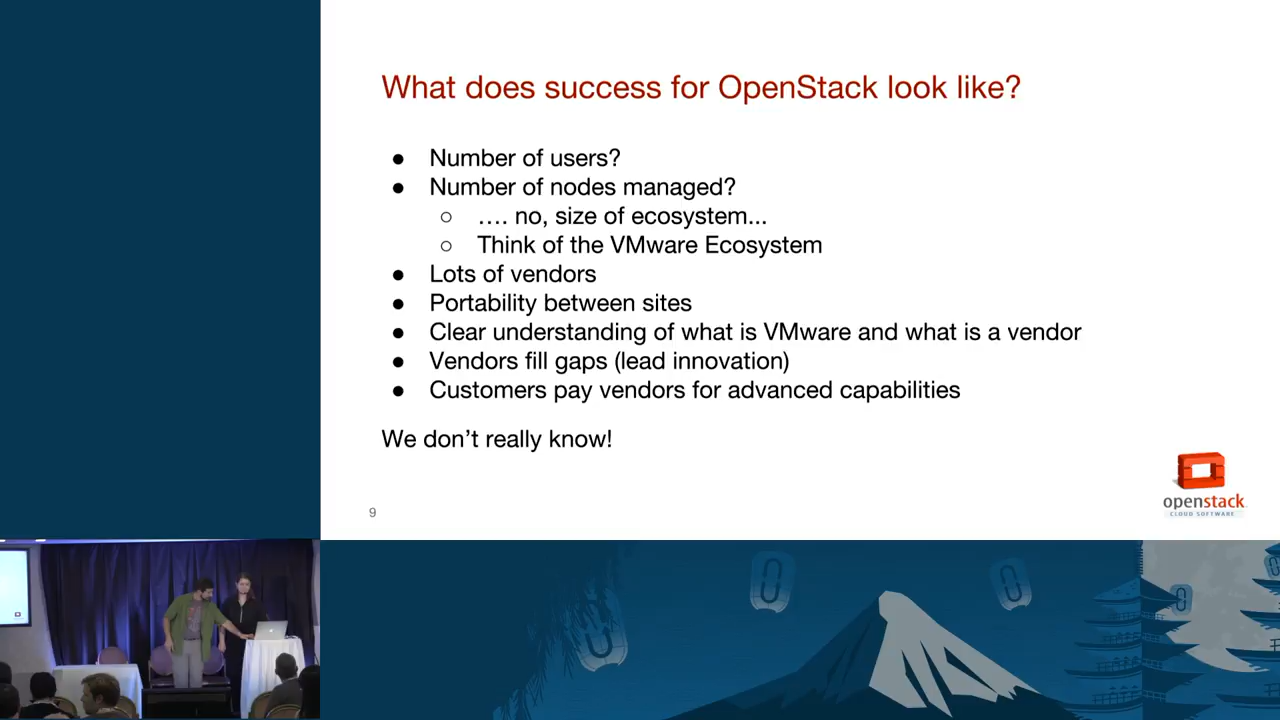 What does success for OpenStack look like?
● Number of users?
● Number of nodes managed?
○ …. no, size of ecosystem...
○ Think of the VMware Ecosystem
● Lots of vendors
● Portability between sites
● Clear understanding of what is VMware and what is a vendor
● Vendors fill gaps (lead innovation)
● Customers pay vendors for advanced capabilities
We don’t really know!
9
openstack
CLOUD SOFTWARE